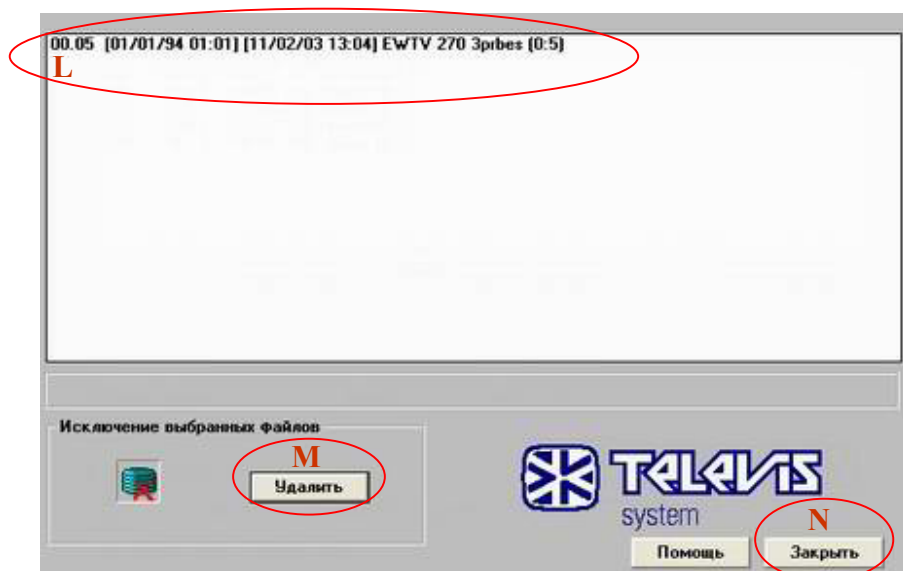 00.05 [01/01/94 01:01] [11/02/03 13:04] EWTV 270 3prbes (0:5)
L
Исключение выбранных файлов
M
Удалить
TELEVIS
system
N
Помощь
Закрыть